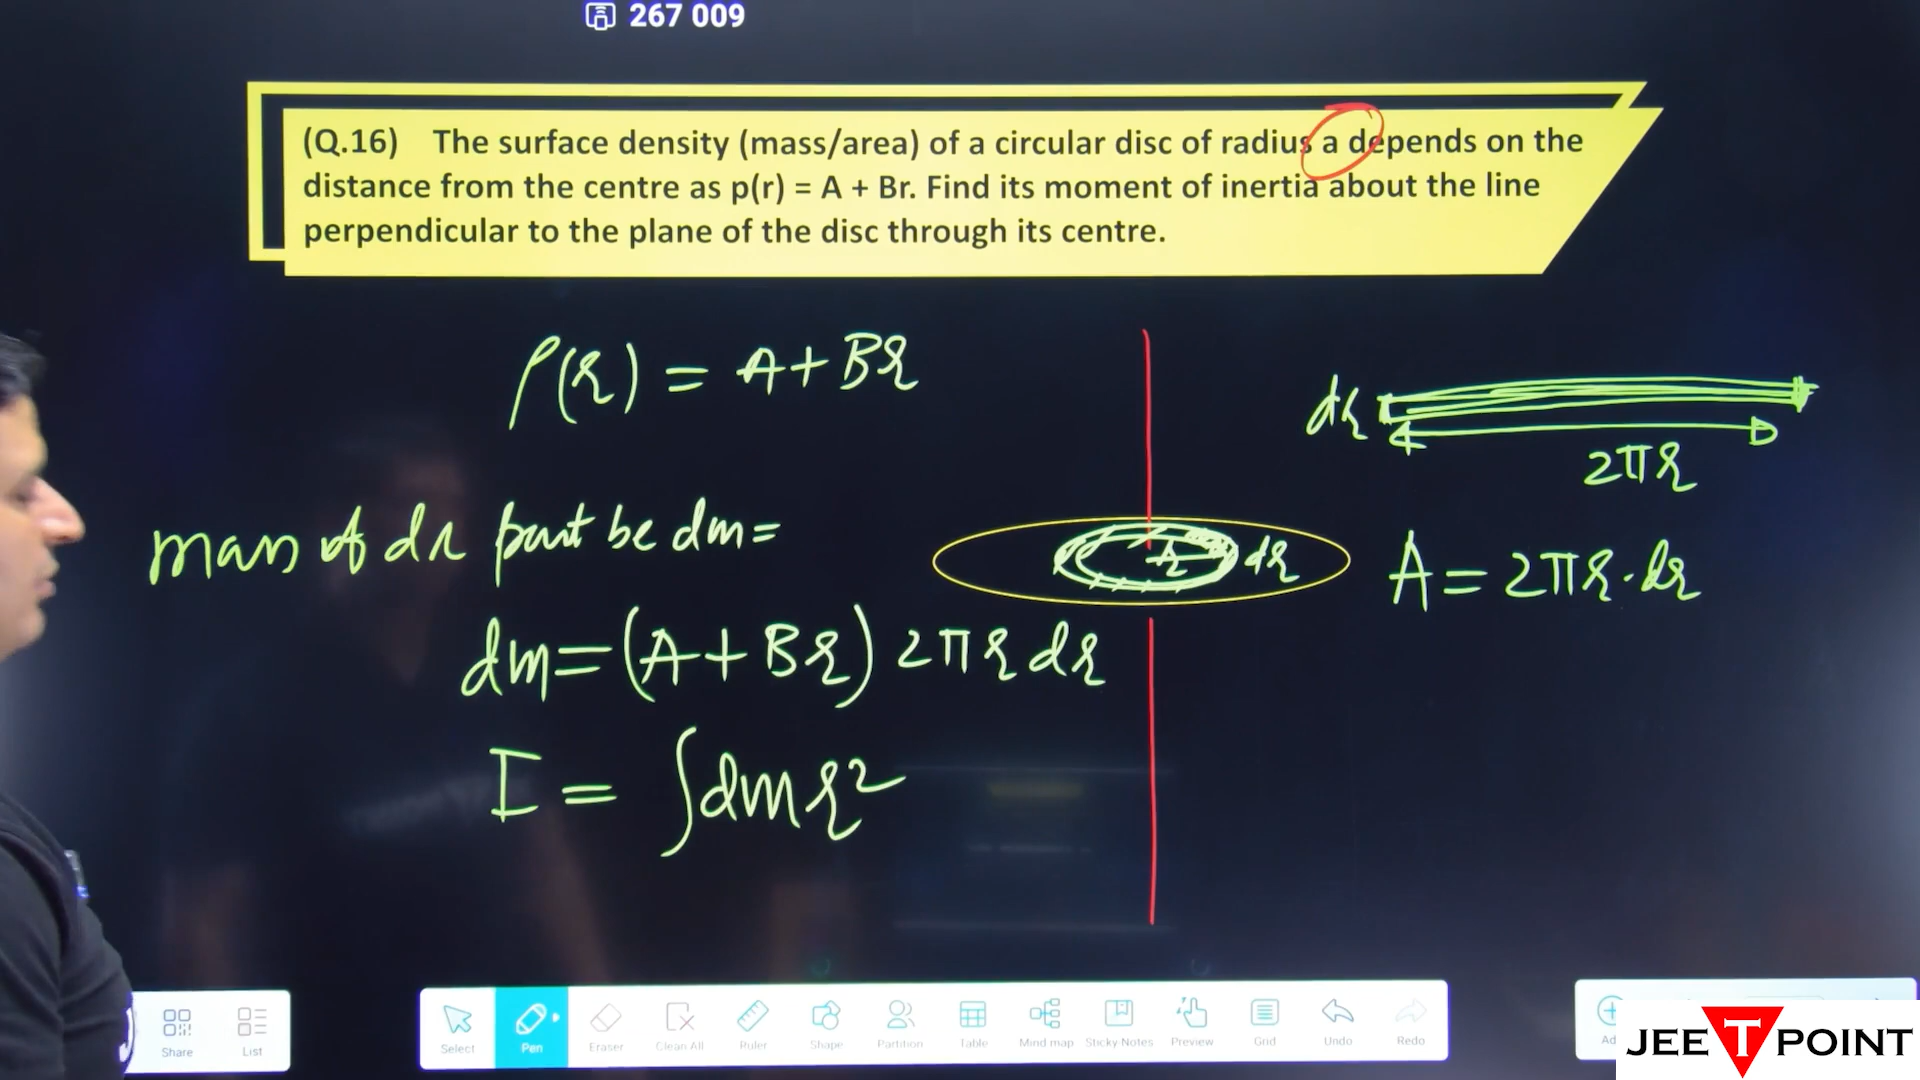 267 009
(Q.16) The surface density (mass/area) of a circular disc of radius a depends on the
distance from the centre as p(r) = A + Br. Find its moment of inertia about the line
perpendicular to the plane of the disc through its centre.
ρ(r) = A + Br
dr
2πr
mass of dr part be dm =
r dr
A = 2πr·dr
dm = (A + Br) 2πr dr
I = ∫dm r²
Share
List
Select
Pen
Eraser
Clean All
Ruler
Shape
Partition
Table
Mind map
Sticky Notes
Preview
Grid
Undo
Redo
JEE T POINT